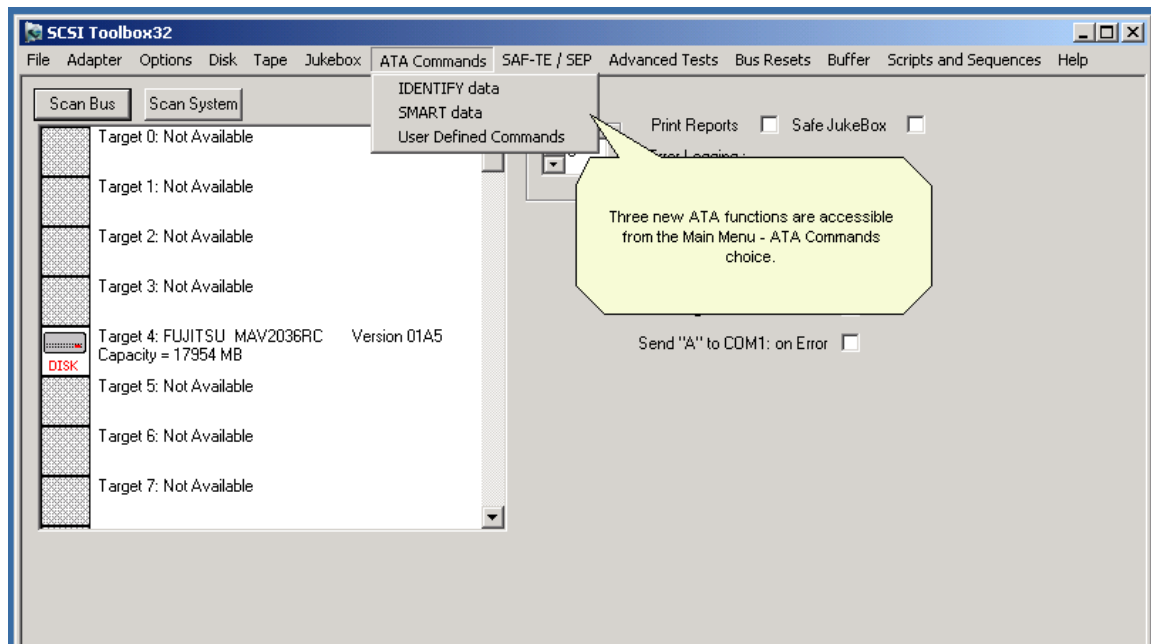 SCSI Toolbox32
File Adapter Options Disk Tape Jukebox ATA Commands SAF-TE / SEP Advanced Tests Bus Resets Buffer Scripts and Sequences Help
IDENTIFY data
SMART data
User Defined Commands
Scan Bus Scan System
Print Reports Safe JukeBox
Error Logging :
Target 0: Not Available
Target 1: Not Available
Target 2: Not Available
Target 3: Not Available
Target 4: FUJITSU MAV2036RC Version 01A5
Capacity = 17954 MB
DISK
Target 5: Not Available
Target 6: Not Available
Target 7: Not Available
Three new ATA functions are accessible
from the Main Menu - ATA Commands
choice.
Send "A" to COM1: on Error